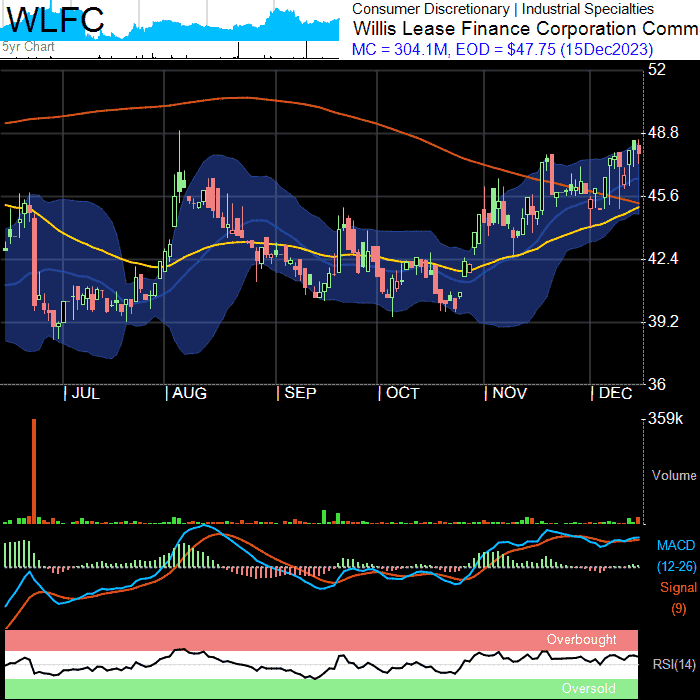 WLFC
5yr Chart
Consumer Discretionary | Industrial Specialties
Willis Lease Finance Corporation Comm
MC = 304.1M, EOD = $47.75 (15Dec2023)
52
48.8
45.6
42.4
39.2
36
| JUL | AUG | SEP | OCT | NOV | DEC
359k
Volume
MACD
(12-26)
Signal
(9)
Overbought
RSI(14)
Oversold